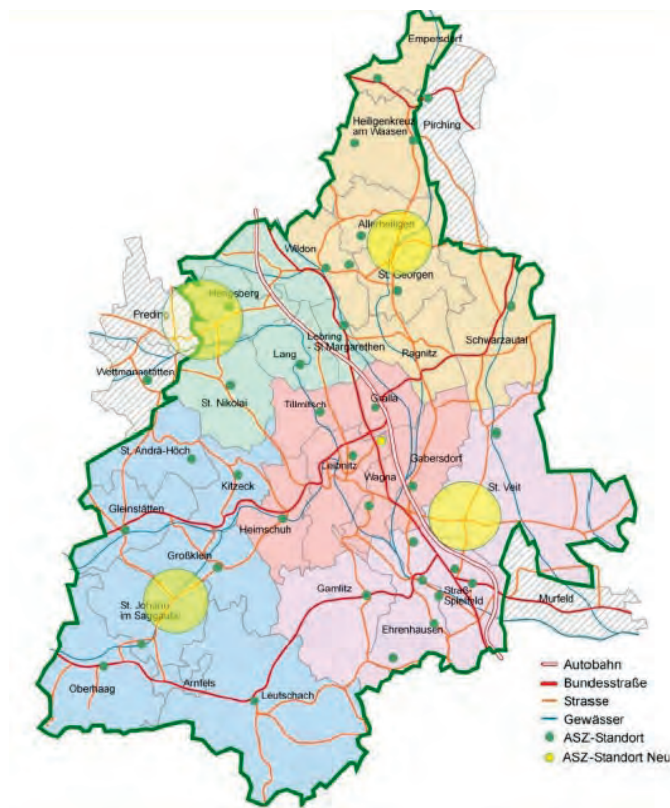 Empersdorf
Heiligenkreuz
am Waasen
Pirching
Allerheiligen
Wildon
St. Georgen
Hengsberg
Preding
Lebring
- St. Margarethen
Schwarzautal
Ragnitz
Lang
Wettmannstätten
St. Nikolai
Tillmitsch
Gralla
St. Andrä-Höch
Leibnitz
Gabersdorf
Kitzeck
Wagna
St. Veit
Gleinstätten
Heimschuh
Großklein
St. Johann
im Saggautal
Gamlitz
Straß-
Spielfeld
Murfeld
Ehrenhausen
Oberhaag
Arnfels
Leutschach
Autobahn
Bundesstraße
Strasse
Gewässer
ASZ-Standort
ASZ-Standort Neu